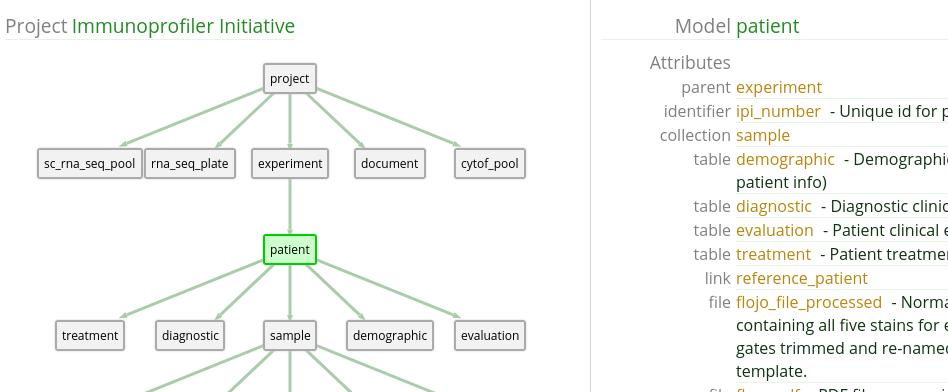 Project Immunoprofiler Initiative
project
sc_rna_seq_pool
rna_seq_plate
experiment
document
cytof_pool
patient
treatment
diagnostic
sample
demographic
evaluation
Model patient
Attributes
parent experiment
identifier ipi_number - Unique id for
collection sample
table demographic - Demographi
patient info)
table diagnostic - Diagnostic clinic
table evaluation - Patient clinical e
table treatment - Patient treatme
link reference_patient
file flojo_file_processed - Norma
containing all five stains for e
gates trimmed and re-named
template.